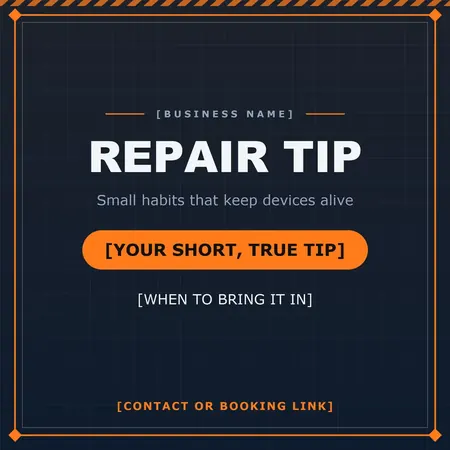 [BUSINESS NAME]
REPAIR TIP
Small habits that keep devices alive
[YOUR SHORT, TRUE TIP]
[WHEN TO BRING IT IN]
[CONTACT OR BOOKING LINK]